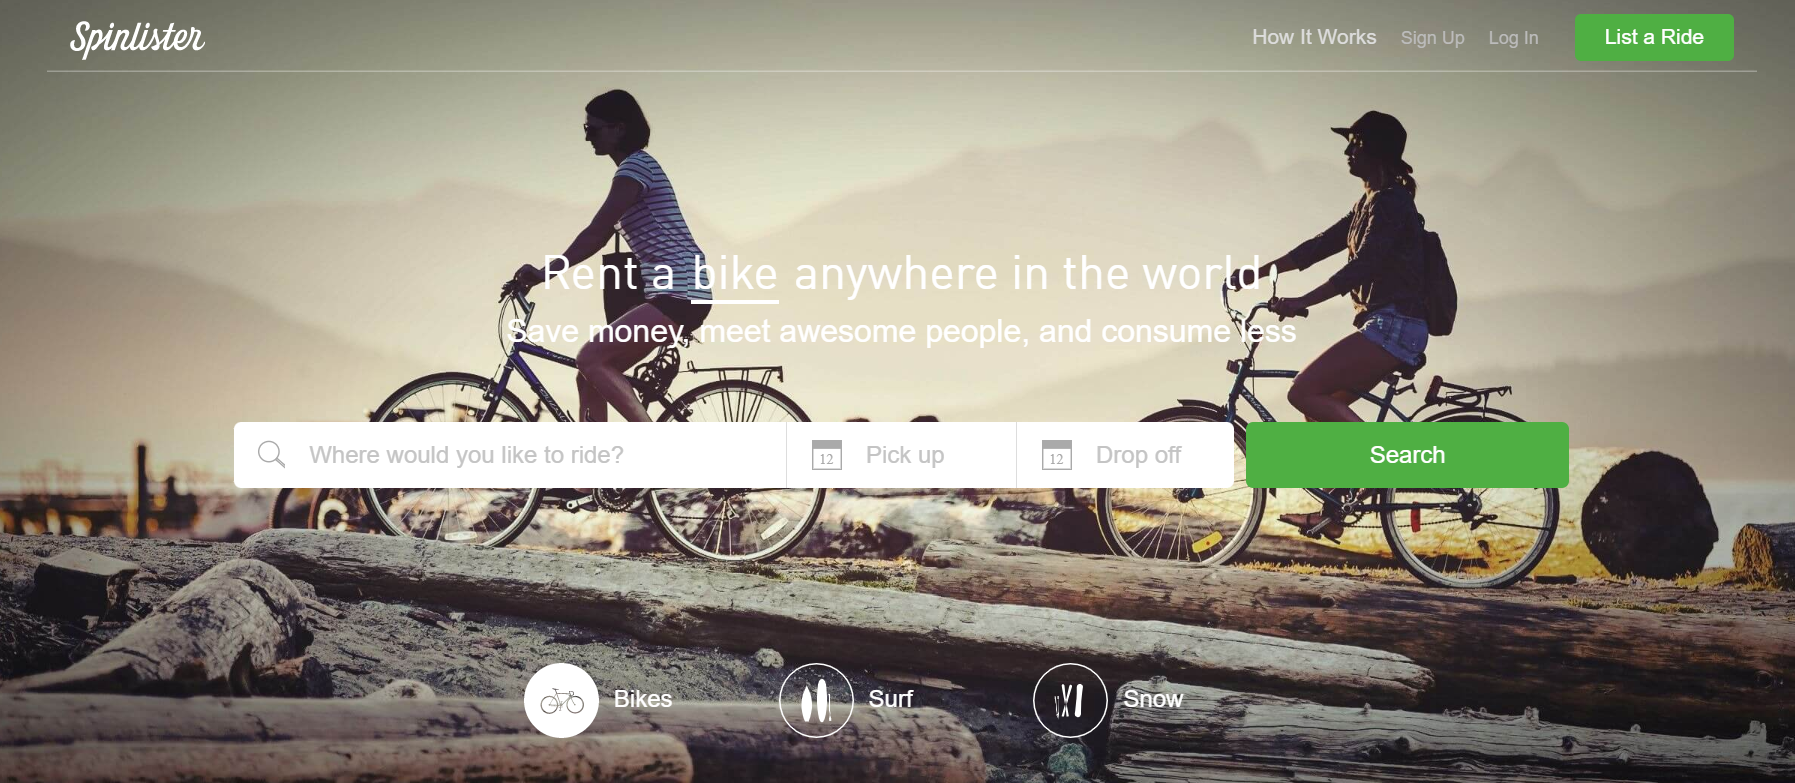 Spinlister
How It Works
Sign Up
Log In
List a Ride
Rent a bike anywhere in the world
Save money, meet awesome people, and consume less
Where would you like to ride?
12
Pick up
12
Drop off
Search
Bikes
Surf
Snow